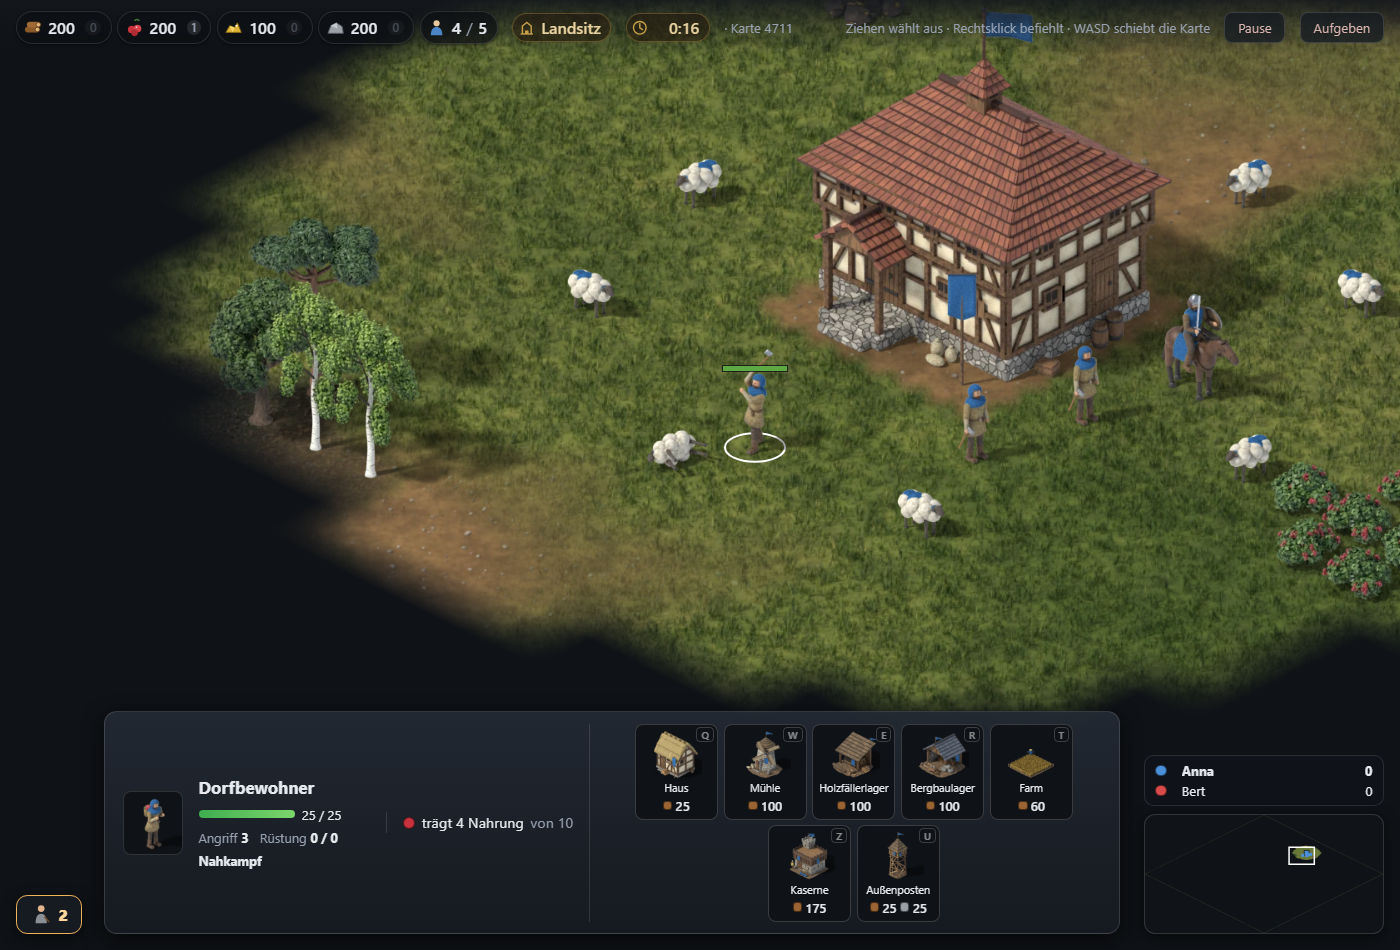 200 0 200 1 100 0 200 0 4 / 5 Landsitz 0:16 · Karte 4711 Ziehen wählt aus · Rechtsklick befiehlt · WASD schiebt die Karte Pause Aufgeben
Dorfbewohner
25 / 25
Angriff 3 Rüstung 0 / 0
Nahkampf
trägt 4 Nahrung von 10
Q W E R T
Haus Mühle Holzfällerlager Bergbaulager Farm
25 100 100 100 60
Z U
Kaserne Außenposten
175 25 25
Anna 0
Bert 0
2